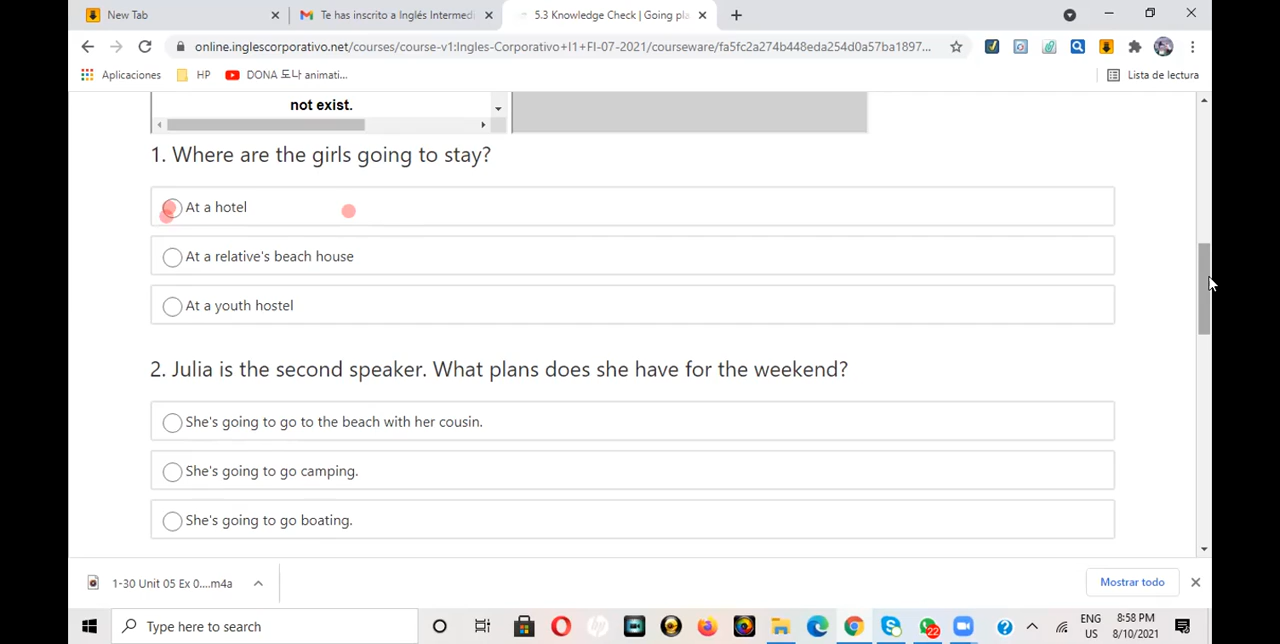 New Tab
Te has inscrito a Inglés Intermed
5.3 Knowledge Check | Going pla
online.inglescorporativo.net/courses/course-v1:Ingles-Corporativo+I1+FI-07-2021/courseware/fa5fc2a274b448eda254d0a57ba1897...
Aplicaciones
HP
DONA 도나 animati...
Lista de lectura
not exist.
1. Where are the girls going to stay?
At a hotel
At a relative's beach house
At a youth hostel
2. Julia is the second speaker. What plans does she have for the weekend?
She's going to go to the beach with her cousin.
She's going to go camping.
She's going to go boating.
1-30 Unit 05 Ex 0....m4a
Mostrar todo
Type here to search
22
ENG
US
8:58 PM
8/10/2021